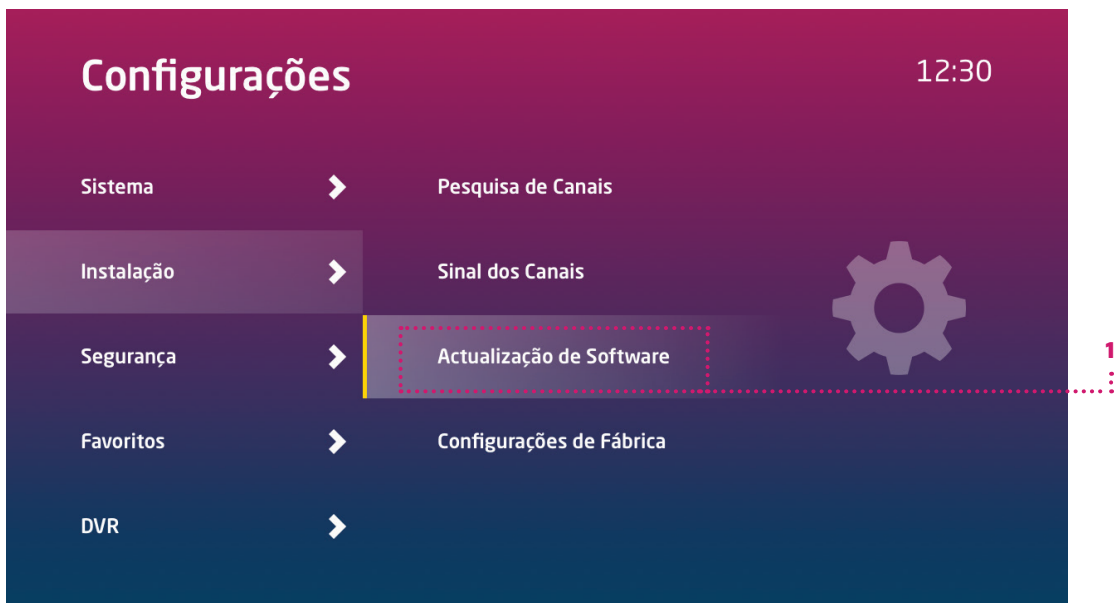 Configurações
12:30
Sistema
Pesquisa de Canais
Instalação
Sinal dos Canais
Segurança
Actualização de Software
1
Favoritos
Configurações de Fábrica
DVR